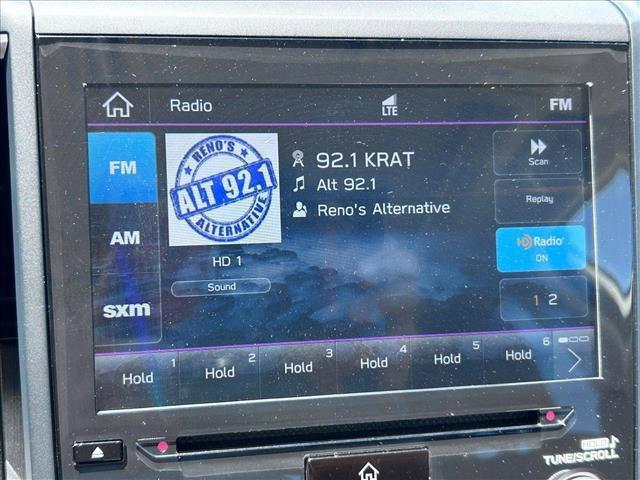 Radio
LTE
FM
FM
AM
sxm
RENO'S
ALT 92.1
ALTERNATIVE
HD 1
Sound
92.1 KRAT
Alt 92.1
Reno's Alternative
Scan
Replay
HD Radio
ON
1 2
1 2 3 4 5 6
Hold Hold Hold Hold Hold Hold
HOLD
TUNE/SCROLL